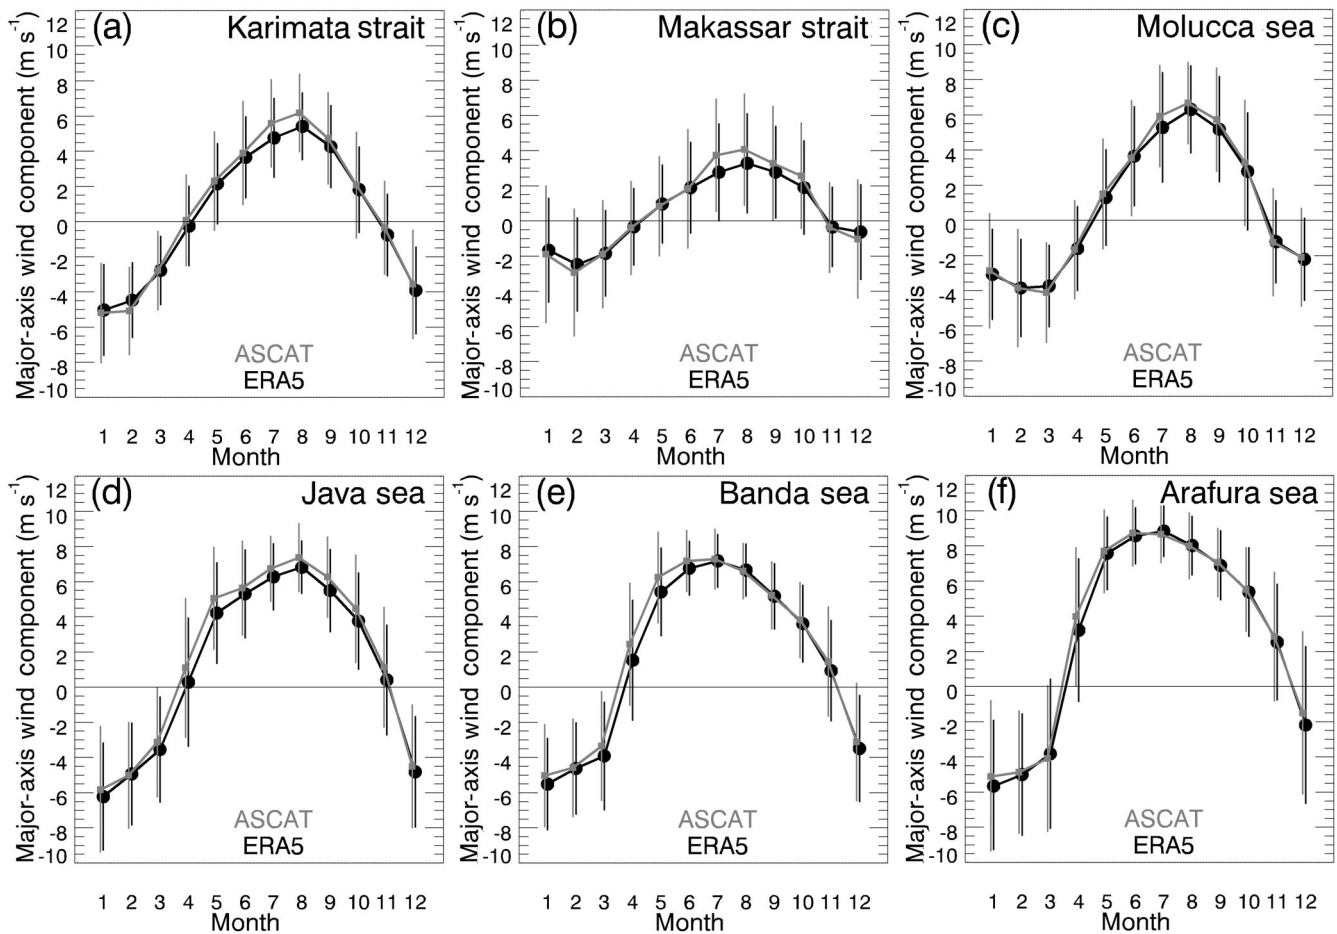 (a) Karimata strait
Major-axis wind component (m s⁻¹)
12
10
8
6
4
2
0
-2
-4
-6
-8
-10
ASCAT
ERA5
1 2 3 4 5 6 7 8 9 10 11 12
Month
(b) Makassar strait
Major-axis wind component (m s⁻¹)
12
10
8
6
4
2
0
-2
-4
-6
-8
-10
ASCAT
ERA5
1 2 3 4 5 6 7 8 9 10 11 12
Month
(c) Molucca sea
Major-axis wind component (m s⁻¹)
12
10
8
6
4
2
0
-2
-4
-6
-8
-10
ASCAT
ERA5
1 2 3 4 5 6 7 8 9 10 11 12
Month
(d) Java sea
Major-axis wind component (m s⁻¹)
12
10
8
6
4
2
0
-2
-4
-6
-8
-10
ASCAT
ERA5
1 2 3 4 5 6 7 8 9 10 11 12
Month
(e) Banda sea
Major-axis wind component (m s⁻¹)
12
10
8
6
4
2
0
-2
-4
-6
-8
-10
ASCAT
ERA5
1 2 3 4 5 6 7 8 9 10 11 12
Month
(f) Arafura sea
Major-axis wind component (m s⁻¹)
12
10
8
6
4
2
0
-2
-4
-6
-8
-10
ASCAT
ERA5
1 2 3 4 5 6 7 8 9 10 11 12
Month